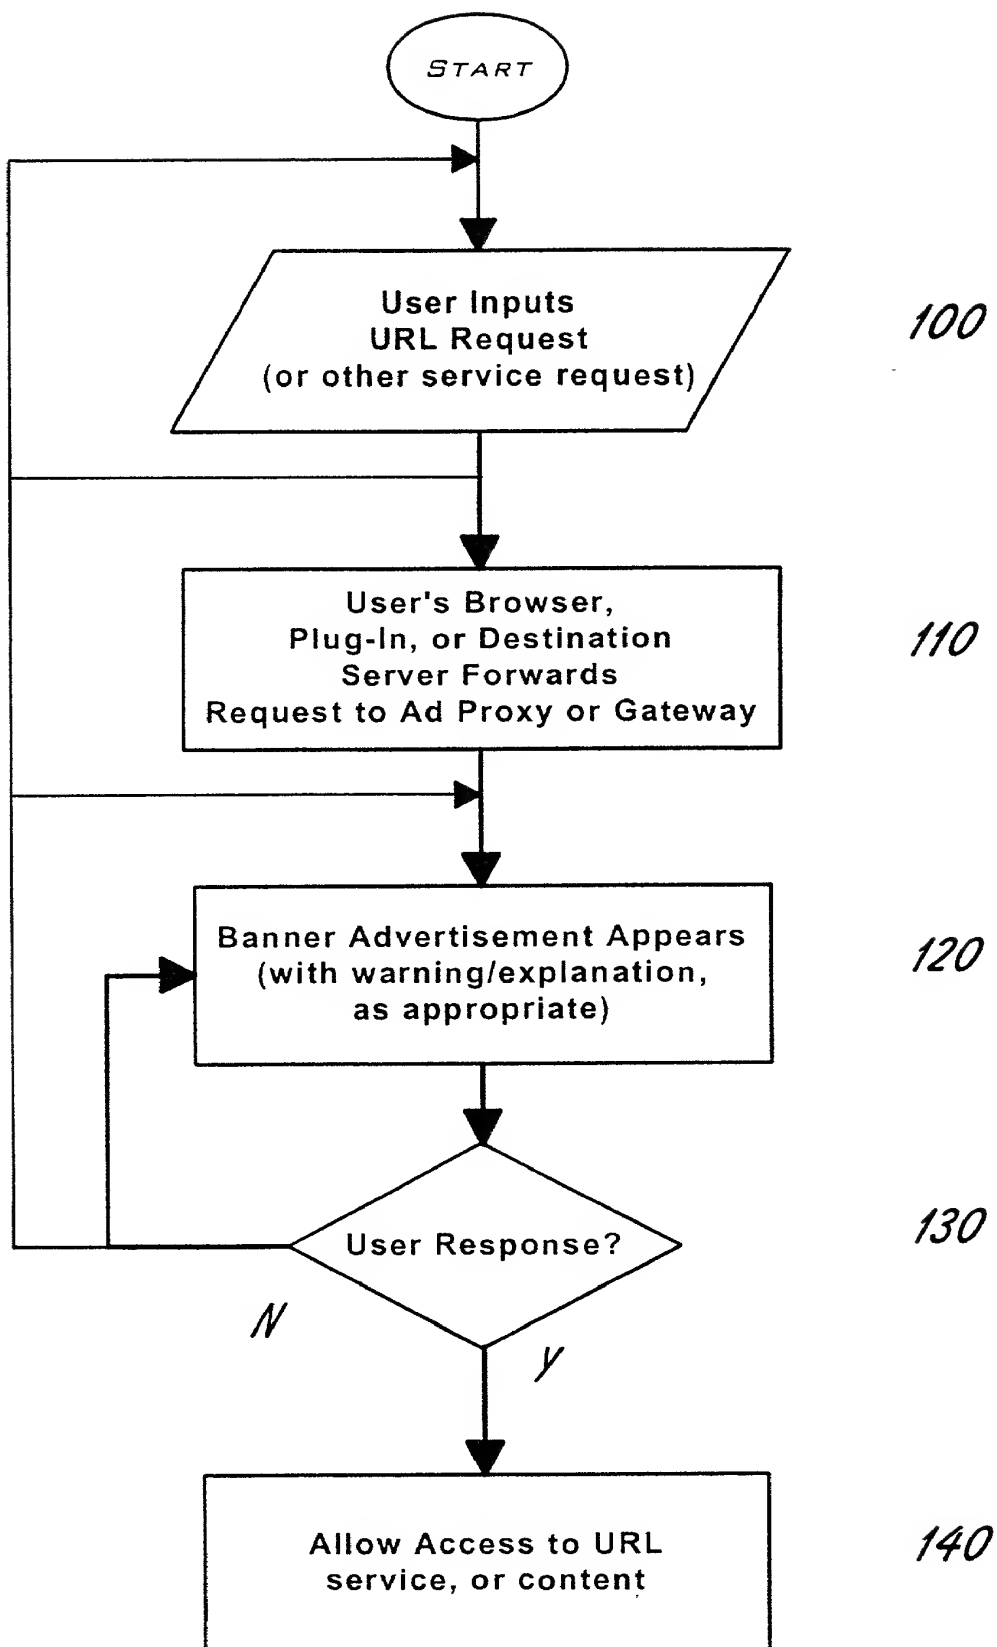 START
User Inputs
URL Request
(or other service request)
100
User's Browser,
Plug-In, or Destination
Server Forwards
Request to Ad Proxy or Gateway
110
Banner Advertisement Appears
(with warning/explanation,
as appropriate)
120
User Response?
130
N
Y
Allow Access to URL
service, or content
140